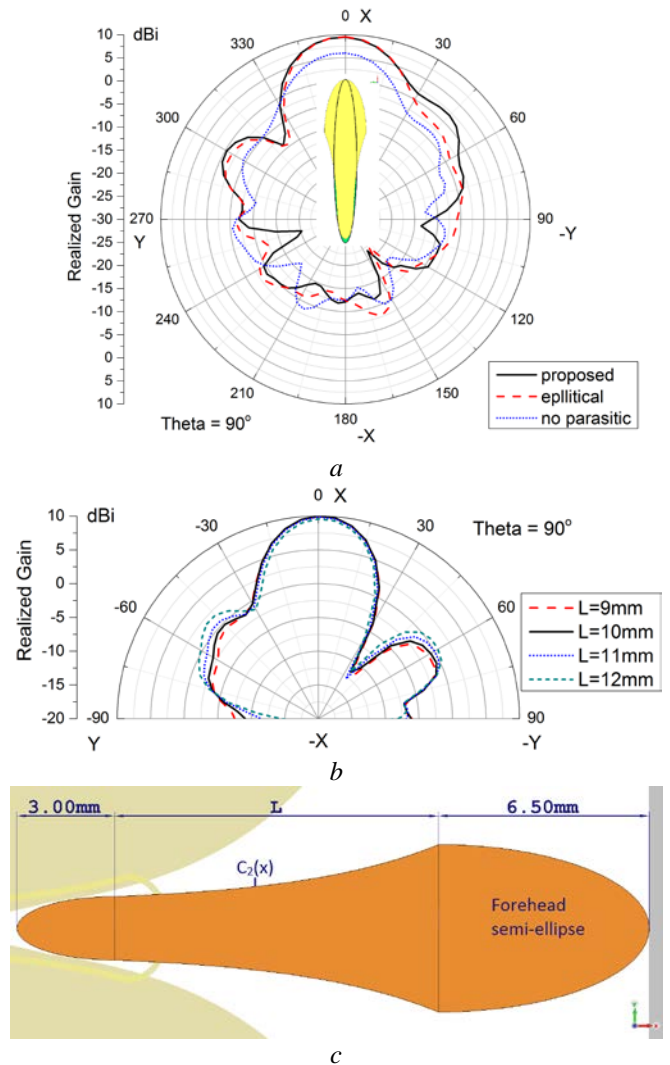 0 X
dBi
10
5
0
-5
-10
-15
-20
-25
-30
-25
-20
-15
-10
-5
0
5
10
Realized Gain
330
30
300
60
270
Y
90
-Y
240
120
210
150
180
-X
Theta = 90°
proposed
epllitical
no parasitic
a
0 X
dBi
10
5
0
-5
-10
-15
-20
Realized Gain
-30
30
Theta = 90°
-60
60
-90
90
Y
-X
-Y
L=9mm
L=10mm
L=11mm
L=12mm
b
3.00mm
L
6.50mm
C2(x)
Forehead
semi-ellipse
c